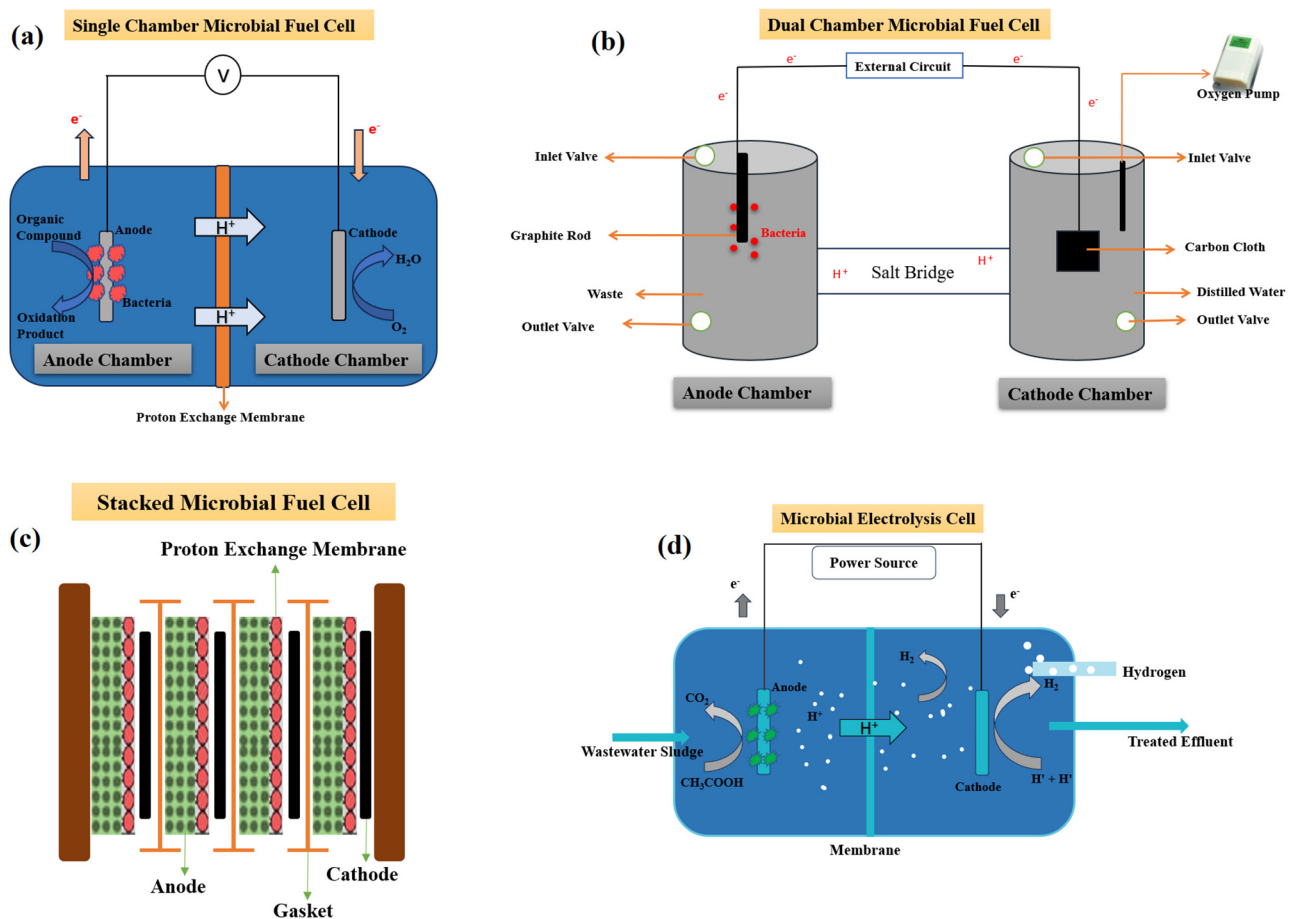 (a)
Single Chamber Microbial Fuel Cell
V
e-
e-
Organic
Compound
Anode
H+
Cathode
H2O
Bacteria
Oxidation
Product
H+
O2
Anode Chamber
Cathode Chamber
Proton Exchange Membrane
(b)
Dual Chamber Microbial Fuel Cell
e-
External Circuit
e-
e-
e-
Oxygen Pump
Inlet Valve
Inlet Valve
Graphite Rod
Bacteria
Carbon Cloth
H+
Salt Bridge
H+
Waste
Distilled Water
Outlet Valve
Outlet Valve
Anode Chamber
Cathode Chamber
Stacked Microbial Fuel Cell
(c)
Proton Exchange Membrane
Anode
Cathode
Gasket
Microbial Electrolysis Cell
(d)
Power Source
e-
e-
H2
H2
Hydrogen
Anode
CO2
H+
H+
Wastewater Sludge
Treated Effluent
CH3COOH
Cathode
H' + H'
Membrane